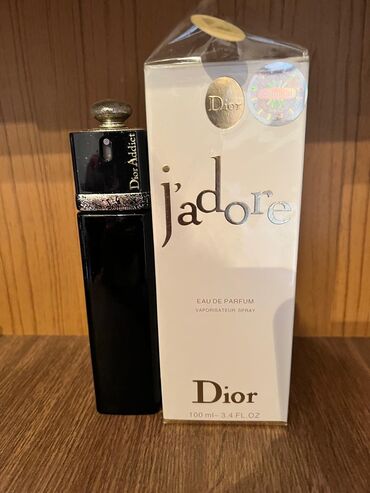 Dior Addict
Dior
j'adore
EAU DE PARFUM
VAPORISATEUR SPRAY
Dior
100 ml - 3.4 FL.OZ